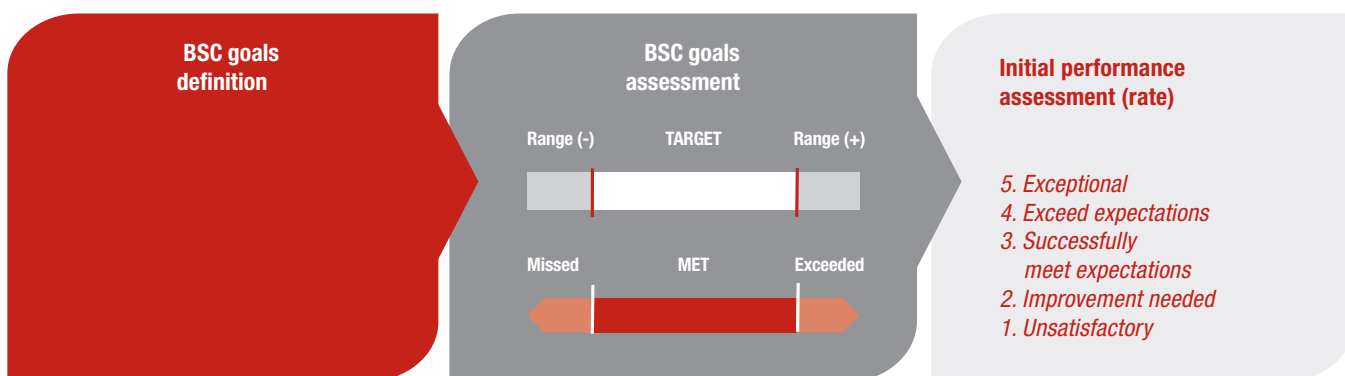 BSC goals
definition
BSC goals
assessment
Range (-) TARGET Range (+)
Missed MET Exceeded
Initial performance
assessment (rate)
5. Exceptional
4. Exceed expectations
3. Successfully
meet expectations
2. Improvement needed
1. Unsatisfactory